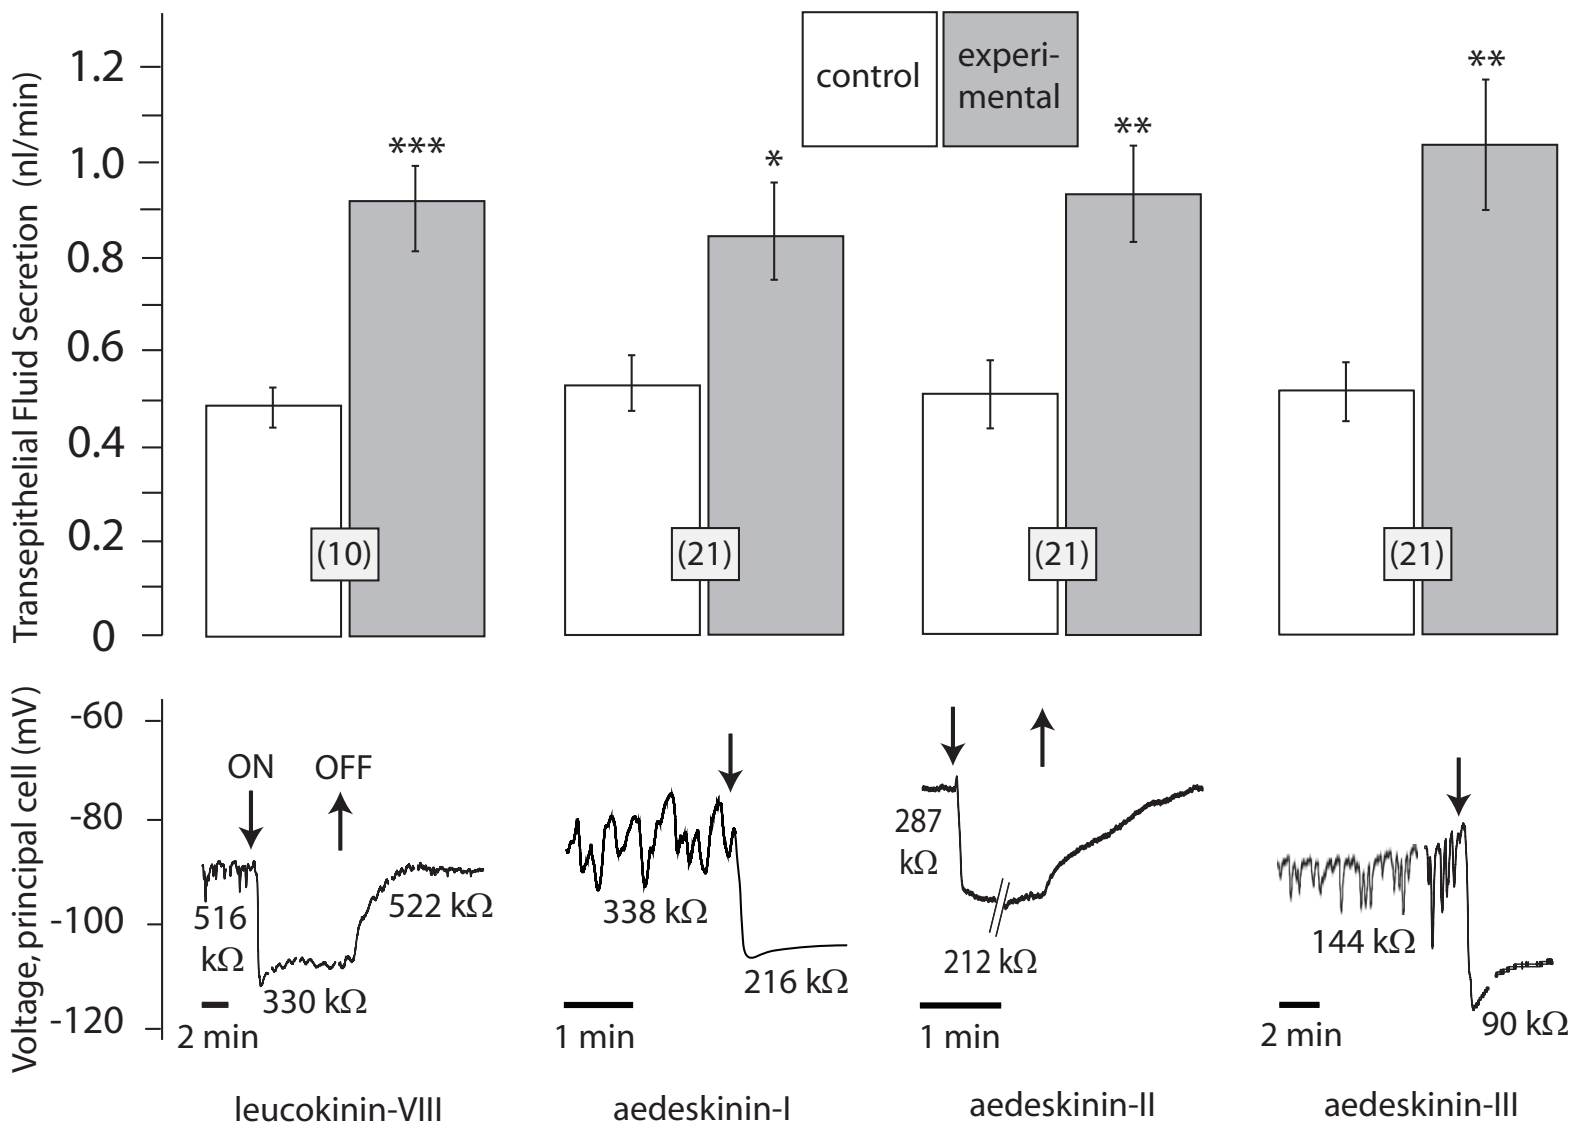 Transepithelial Fluid Secretion (nl/min)
1.2
1.0
0.8
0.6
0.4
0.2
0
control
experi-
mental
***
*
**
**
(10)
(21)
(21)
(21)
Voltage, principal cell (mV)
-60
-80
-100
-120
ON
OFF
516
kΩ
330 kΩ
522 kΩ
2 min
338 kΩ
216 kΩ
1 min
287
kΩ
212 kΩ
1 min
144 kΩ
90 kΩ
2 min
leucokinin-VIII
aedeskinin-I
aedeskinin-II
aedeskinin-III